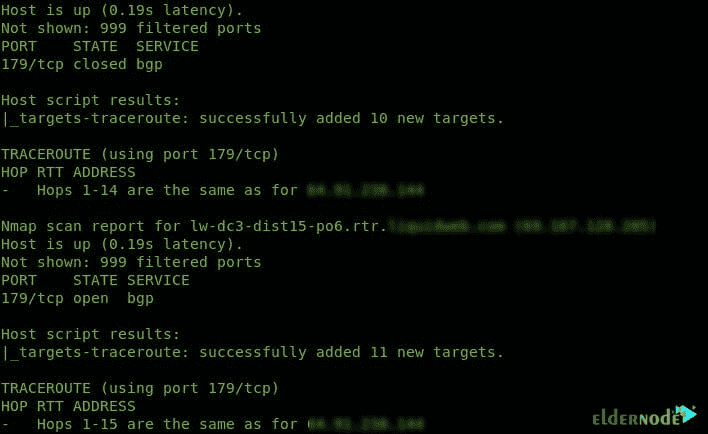 Host is up (0.19s latency).
Not shown: 999 filtered ports
PORT    STATE  SERVICE
179/tcp closed bgp
Host script results:
|_targets-traceroute: successfully added 10 new targets.
TRACEROUTE (using port 179/tcp)
HOP RTT ADDRESS
-   Hops 1-14 are the same as for
Nmap scan report for lw-dc3-dist15-po6.rtr.
Host is up (0.19s latency).
Not shown: 999 filtered ports
PORT    STATE SERVICE
179/tcp open  bgp
Host script results:
|_targets-traceroute: successfully added 11 new targets.
TRACEROUTE (using port 179/tcp)
HOP RTT ADDRESS
-   Hops 1-15 are the same as for
ELDERNODE